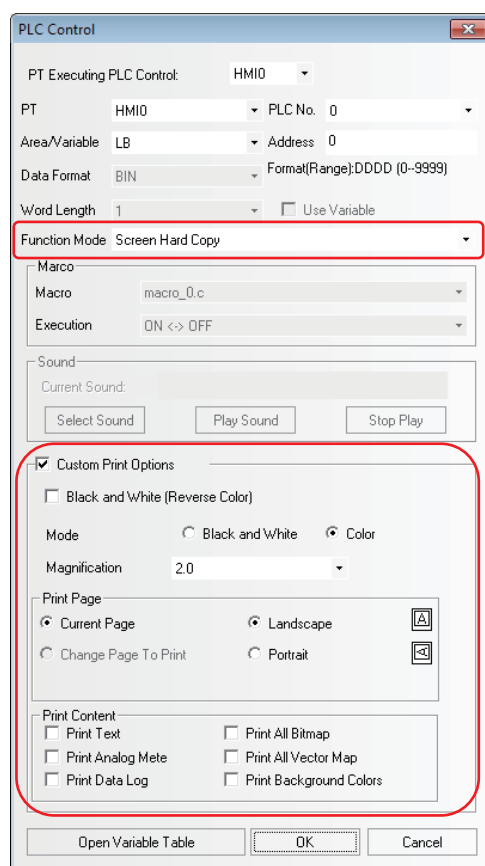 PLC Control
PT Executing PLC Control: HMI0
PT HMI0 PLC No. 0
Area/Variable LB Address 0
Data Format BIN Format(Range):DDDD (0--9999)
Word Length 1 Use Variable
Function Mode Screen Hard Copy
Marco
Macro macro_0.c
Execution ON <-> OFF
Sound
Current Sound:
Select Sound Play Sound Stop Play
Custom Print Options
Black and White (Reverse Color)
Mode Black and White Color
Magnification 2.0
Print Page
Current Page Landscape A
Change Page To Print Portrait A
Print Content
Print Text Print All Bitmap
Print Analog Mete Print All Vector Map
Print Data Log Print Background Colors
Open Variable Table OK Cancel